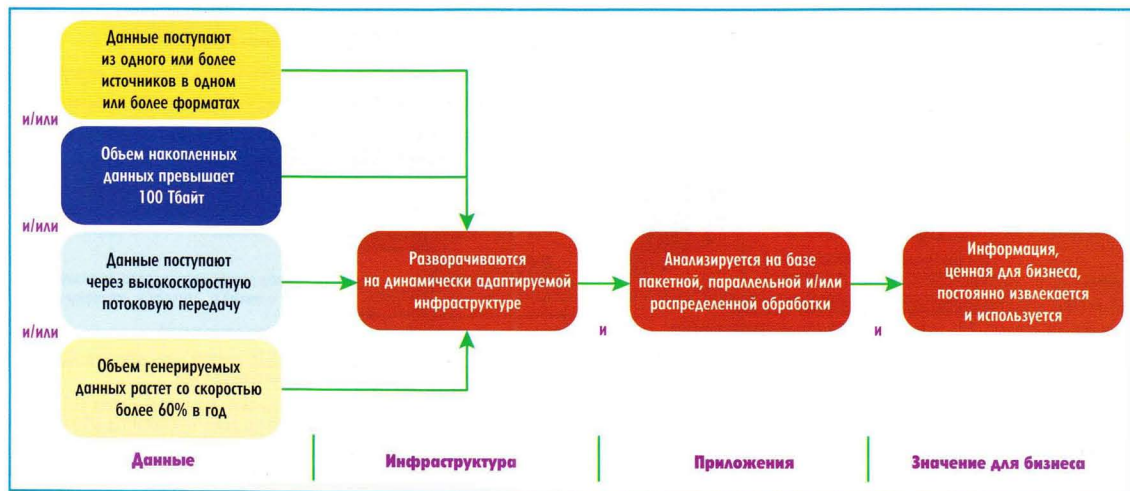 Данные поступают
из одного или более
источников в одном
или более форматах
и/или
Объем накопленных
данных превышает
100 Тбайт
и/или
Данные поступают
через высокоскоростную
потоковую передачу
и/или
Объем генерируемых
данных растет со скоростью
более 60% в год
Разворачиваются
на динамически адаптируемой
инфраструктуре
и
Анализируется на базе
пакетной, параллельной и/или
распределенной обработки
и
Информация,
ценная для бизнеса,
постоянно извлекается
и используется
Данные
Инфраструктура
Приложения
Значение для бизнеса